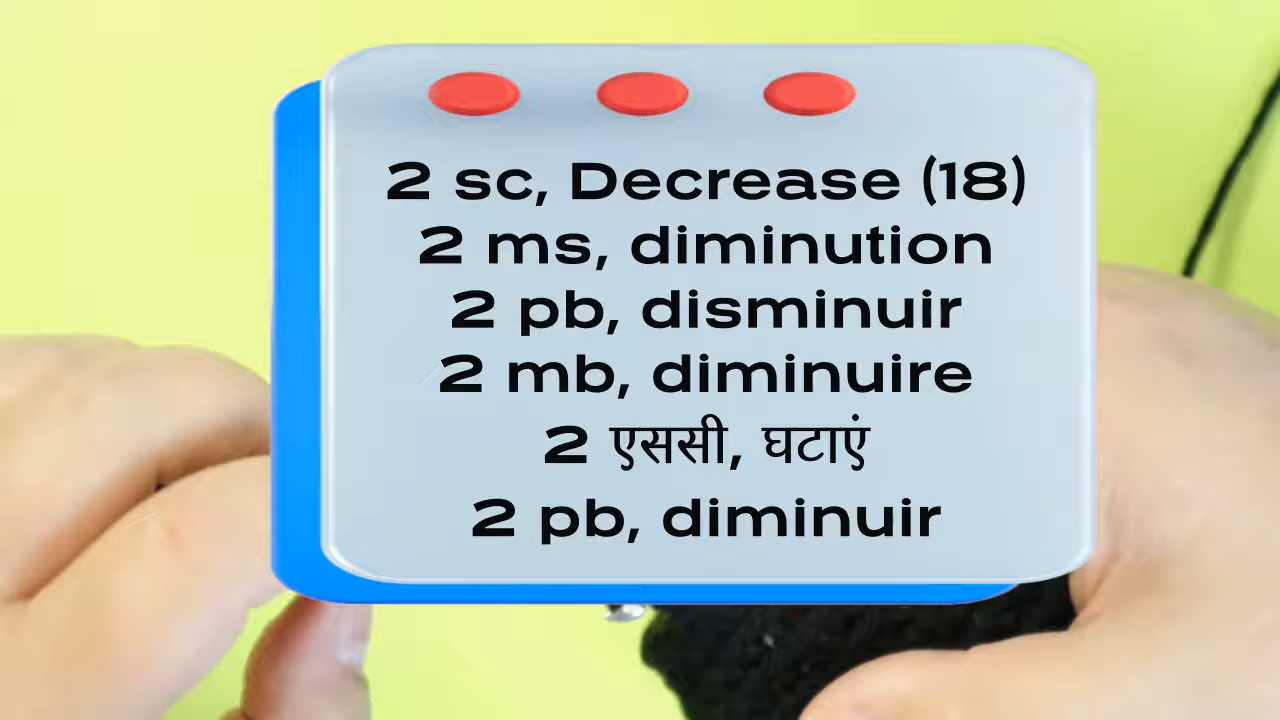 2 sc, Decrease (18)
2 ms, diminution
2 pb, disminuir
2 mb, diminuire
2 एससी, घटाएं
2 pb, diminuir